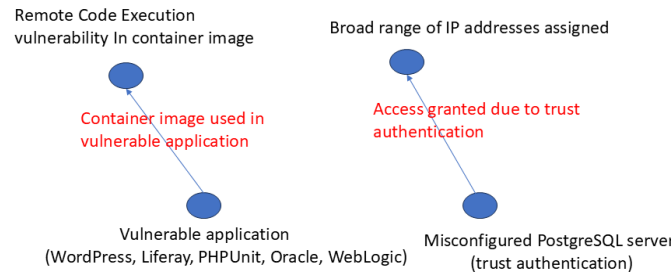 Remote Code Execution
vulnerability In container image
Broad range of IP addresses assigned
Container image used in
vulnerable application
Access granted due to trust
authentication
Vulnerable application
(WordPress, Liferay, PHPUnit, Oracle, WebLogic)
Misconfigured PostgreSQL server
(trust authentication)